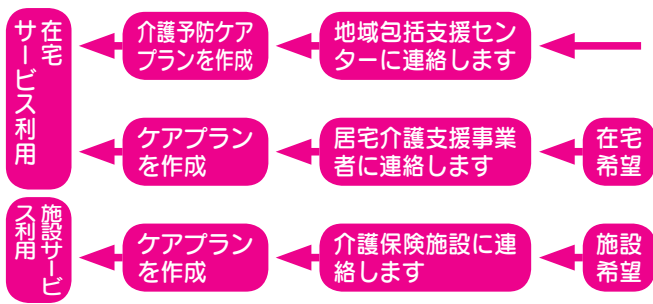 在宅
サービス利用
介護予防ケア
プランを作成
地域包括支援セン
ターに連絡します
ケアプラン
を作成
居宅介護支援事業
者に連絡します
在宅
希望
施設サービ
ス利用
ケアプラン
を作成
介護保険施設に連
絡します
施設
希望